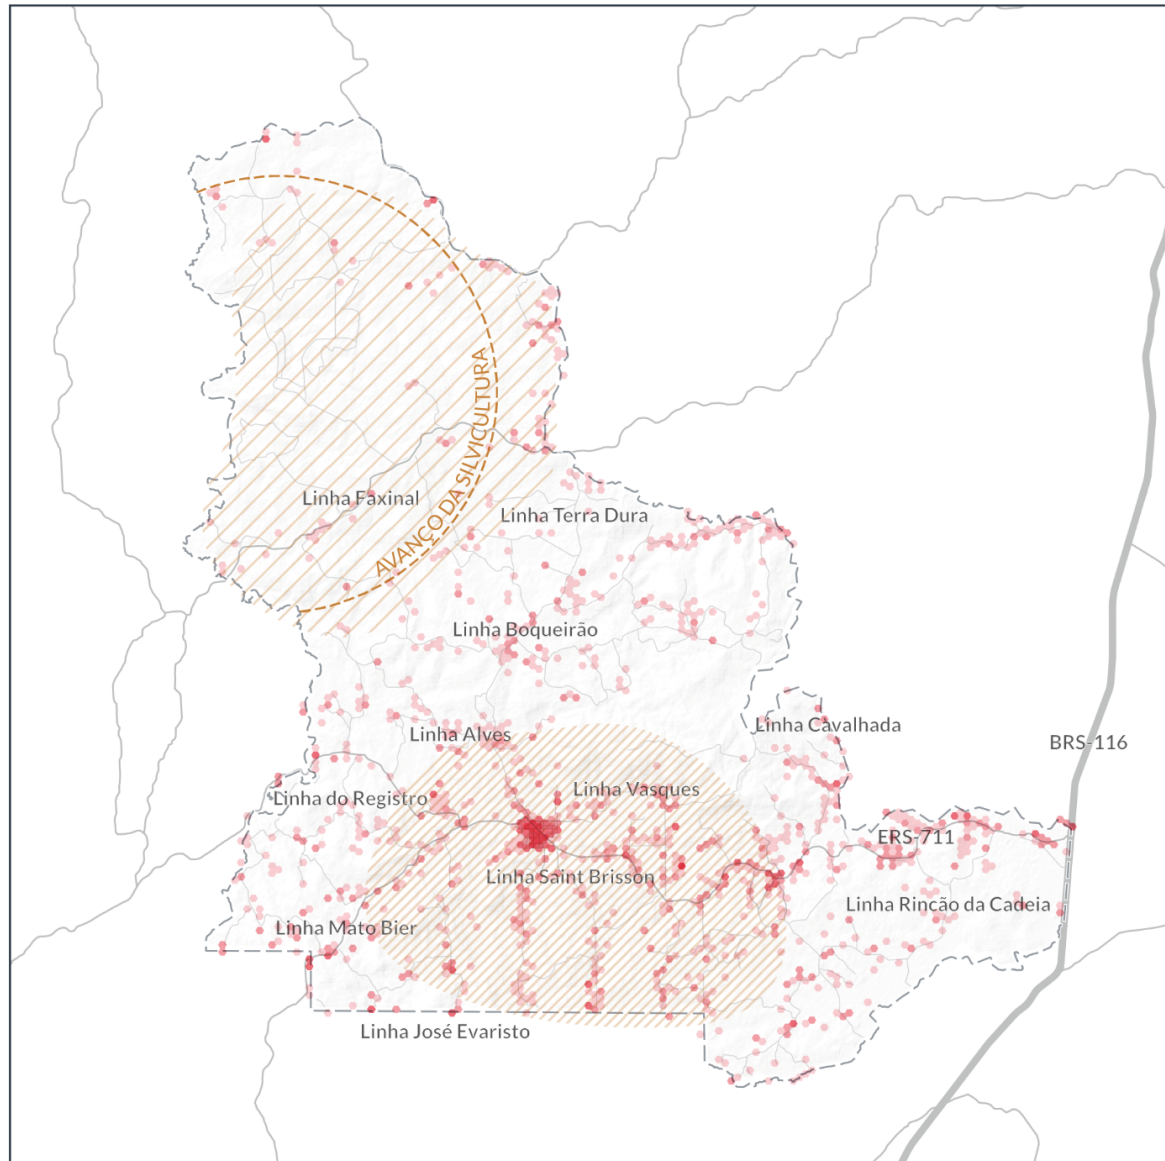 AVANÇO DA SILVICULTURA
Linha Faxinal
Linha Terra Dura
Linha Boqueirão
Linha Cavalhada
Linha Alves
BRS-116
Linha Vasques
Linha do Registro
ERS-711
Linha Saint Brisson
Linha Rincão da Cadeia
Linha Mato Bier
Linha José Evaristo